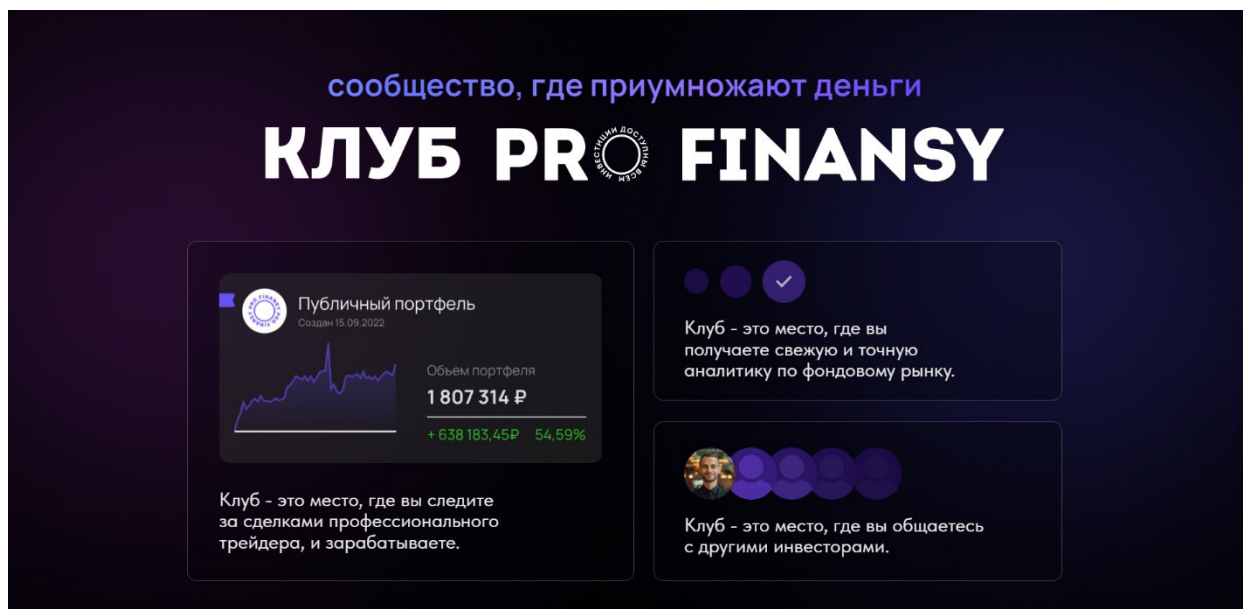 сообщество, где приумножают деньги
КЛУБ PRO FINANSY
ИНВЕСТИЦИИ ДОСТУПНЫ ВСЕМ
Публичный портфель
Создан 15.09.2022
Объем портфеля
1 807 314 ₽
+ 638 183,45₽ 54,59%
Клуб - это место, где вы следите
за сделками профессионального
трейдера, и зарабатываете.
Клуб - это место, где вы
получаете свежую и точную
аналитику по фондовому рынку.
Клуб - это место, где вы общаетесь
с другими инвесторами.